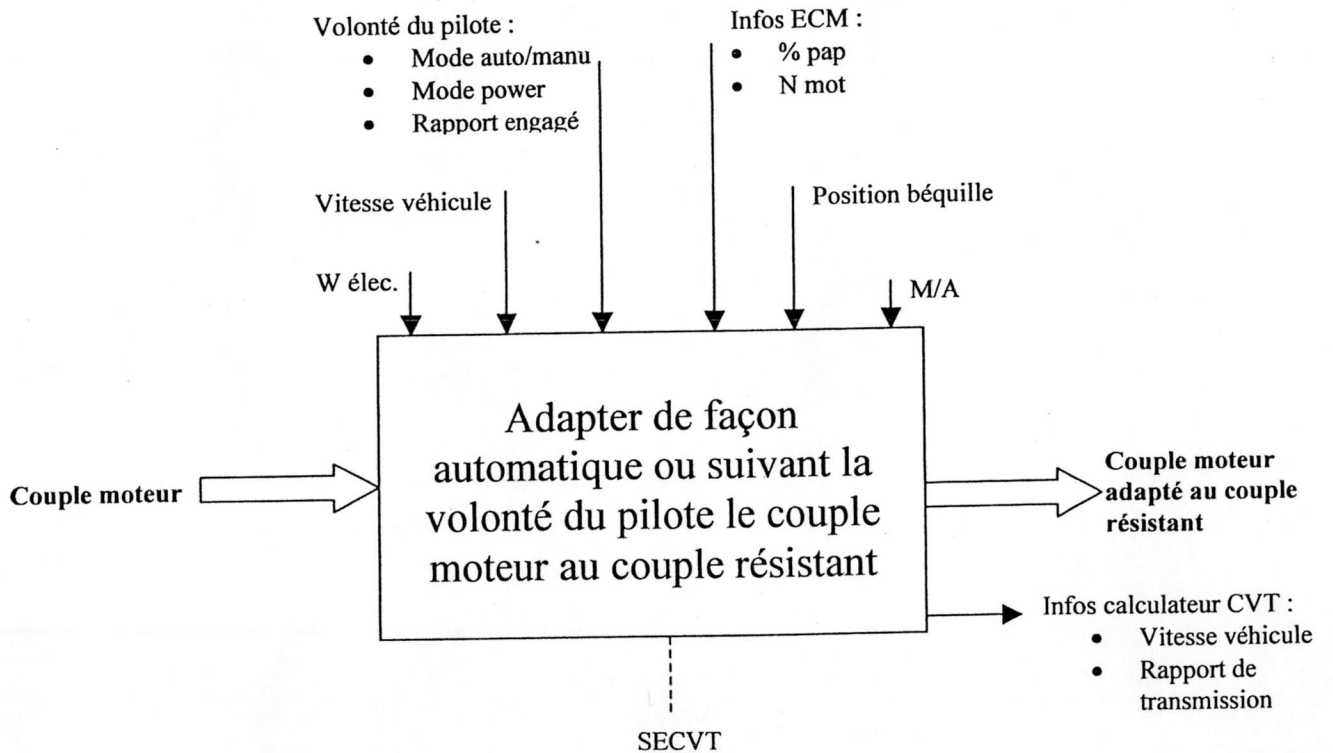 Volonté du pilote :
• Mode auto/manu
• Mode power
• Rapport engagé
Infos ECM :
• % pap
• N mot
Vitesse véhicule
Position béquille
W élec.
M/A
Adapter de façon
automatique ou suivant la
volonté du pilote le couple
moteur au couple résistant
Couple moteur
Couple moteur
adapté au couple
résistant
Infos calculateur CVT :
• Vitesse véhicule
• Rapport de
transmission
SECVT